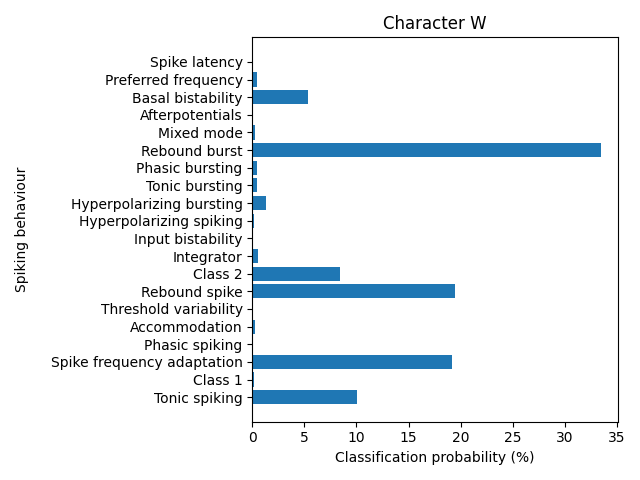 Character W
Spiking behaviour
Spike latency
Preferred frequency
Basal bistability
Afterpotentials
Mixed mode
Rebound burst
Phasic bursting
Tonic bursting
Hyperpolarizing bursting
Hyperpolarizing spiking
Input bistability
Integrator
Class 2
Rebound spike
Threshold variability
Accommodation
Phasic spiking
Spike frequency adaptation
Class 1
Tonic spiking
0 5 10 15 20 25 30 35
Classification probability (%)